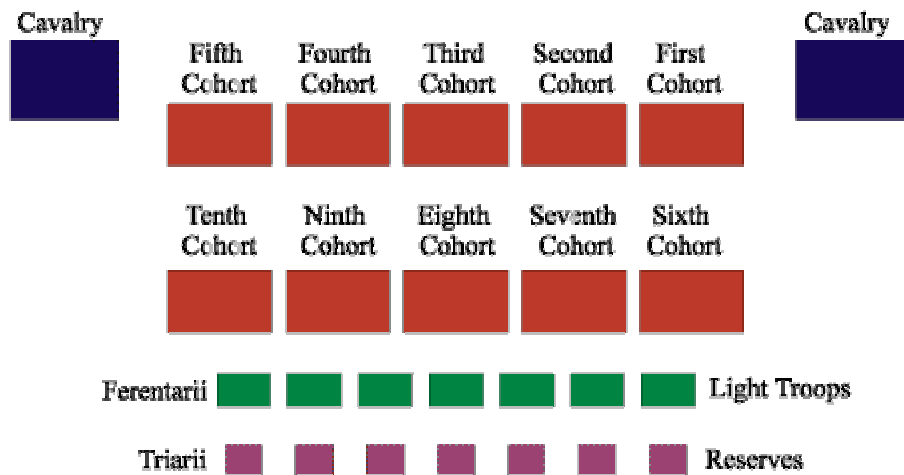 Cavalry
Cavalry
Fifth Cohort
Fourth Cohort
Third Cohort
Second Cohort
First Cohort
Tenth Cohort
Ninth Cohort
Eighth Cohort
Seventh Cohort
Sixth Cohort
Ferentarii
Light Troops
Triarii
Reserves